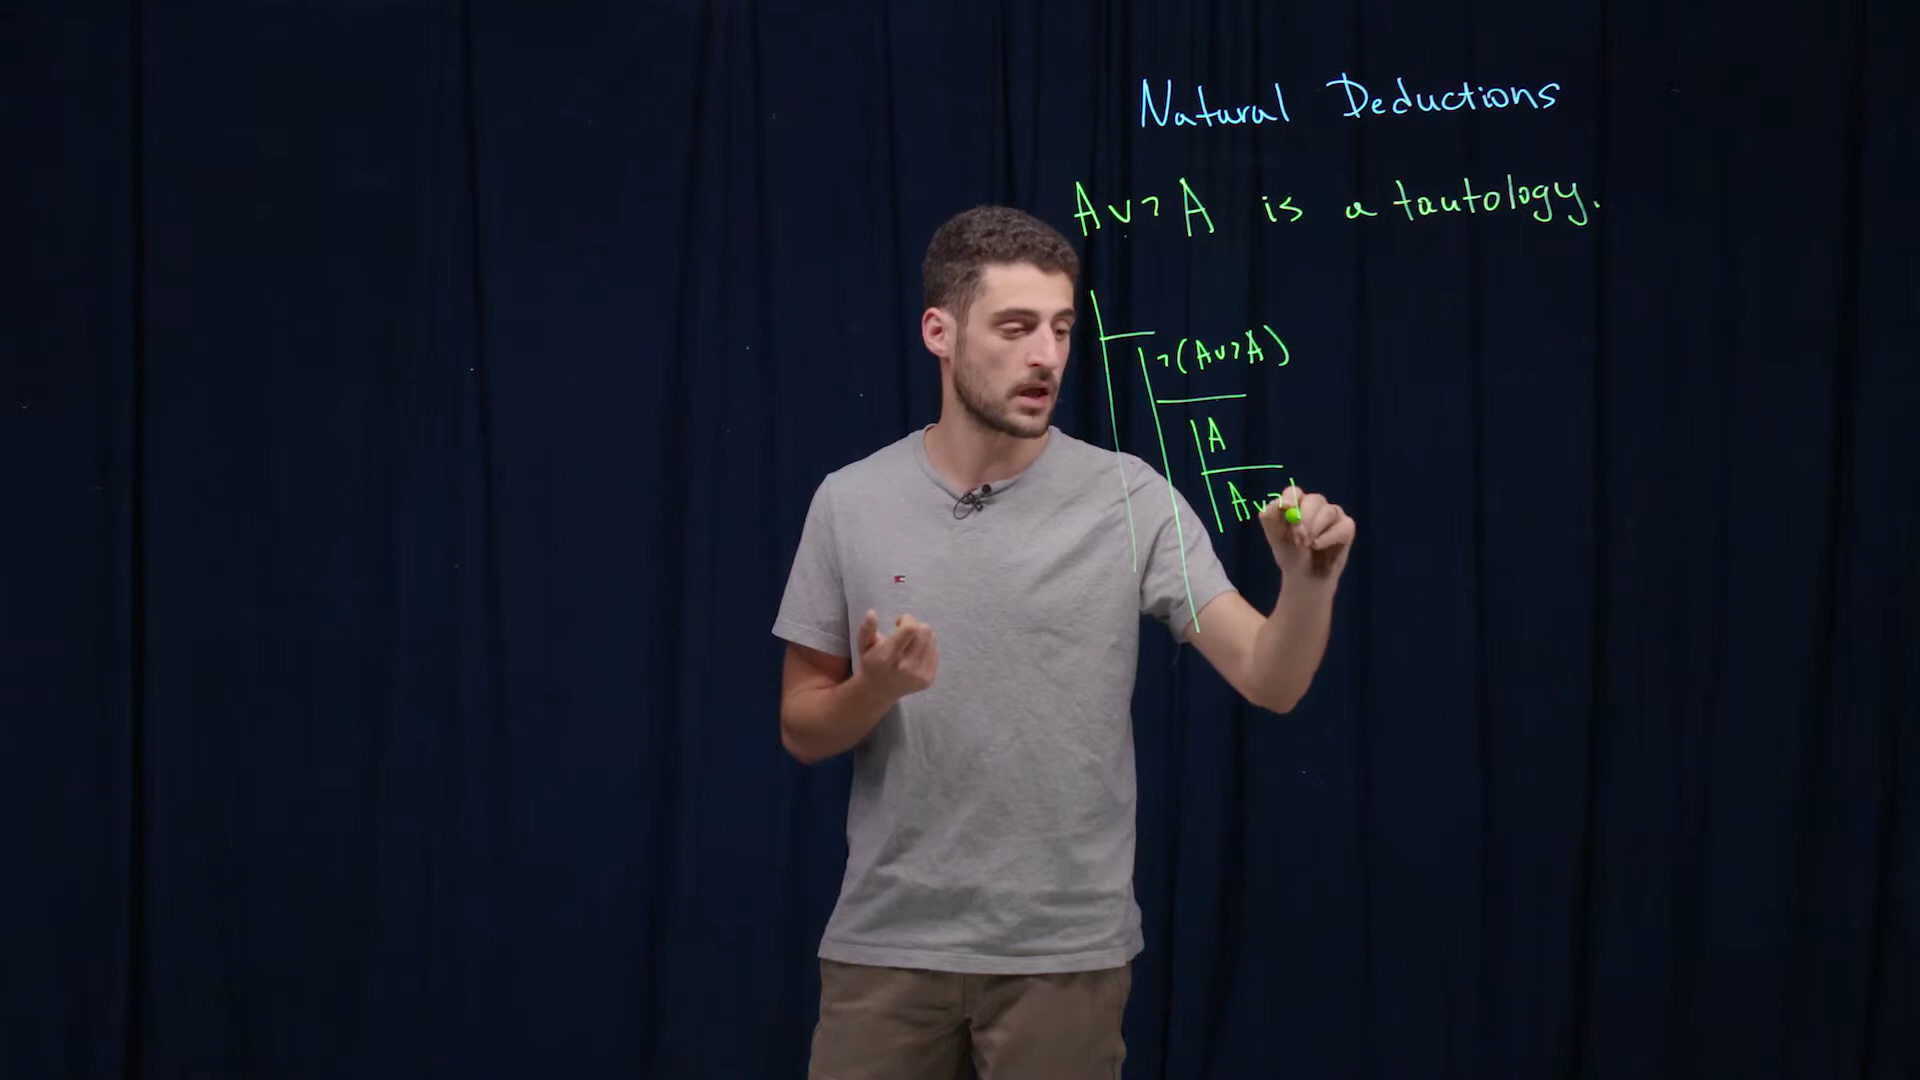 Natural Deductions
A∨¬A is a tautology.
¬(A∨¬A)
A
A∨¬